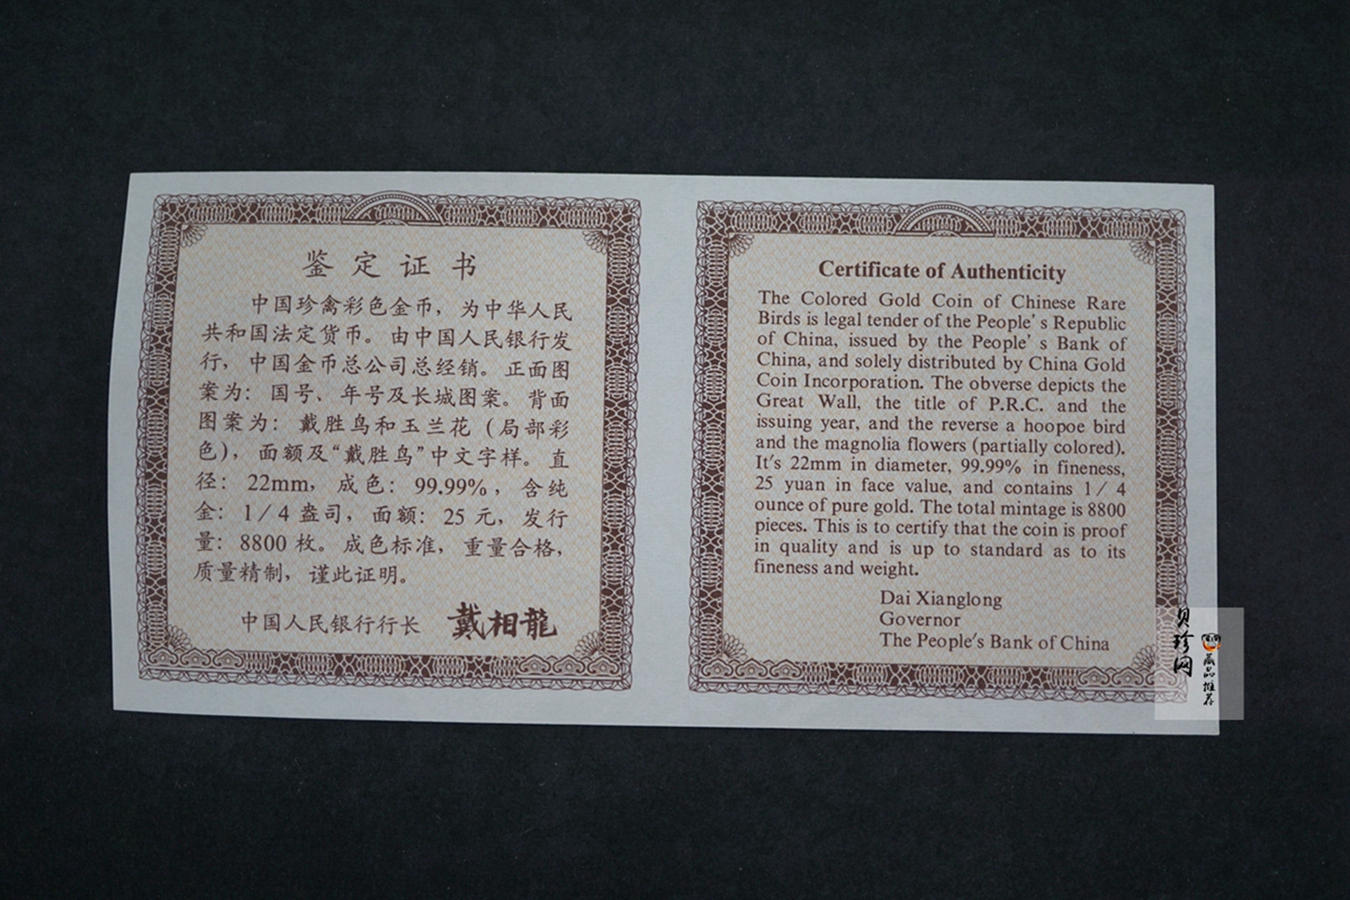 鉴定证书
中国珍禽彩色金币，为中华人民
共和国法定货币。由中国人民银行发
行，中国金币总公司总经销。正面图
案为：国号、年号及长城图案。背面
图案为：戴胜鸟和玉兰花（局部彩
色），面额及“戴胜鸟”中文字样。直
径：22mm，成色：99.99%，含纯
金：1/4盎司，面额：25元，发行
量：8800枚。成色标准，重量合格，
质量精制，谨此证明。
中国人民银行行长 戴相龍
Certificate of Authenticity
The Colored Gold Coin of Chinese Rare
Birds is legal tender of the People's Republic
of China, issued by the People's Bank of
China, and solely distributed by China Gold
Coin Incorporation. The obverse depicts the
Great Wall, the title of P.R.C. and the
issuing year, and the reverse a hoopoe bird
and the magnolia flowers (partially colored).
It's 22mm in diameter, 99.99% in fineness,
25 yuan in face value, and contains 1/4
ounce of pure gold. The total mintage is 8800
pieces. This is to certify that the coin is proof
in quality and is up to standard as to its
fineness and weight.
Dai Xianglong
Governor
The People's Bank of China
贝珍网
藏品推荐